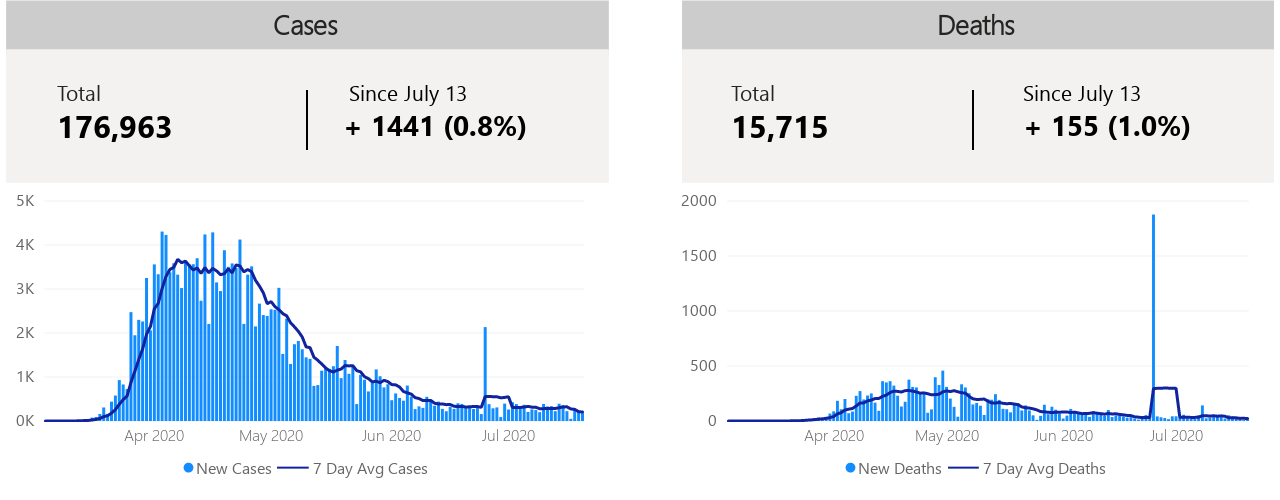 Cases
Total
176,963
Since July 13
+ 1441 (0.8%)
5K
4K
3K
2K
1K
0K
Apr 2020
May 2020
Jun 2020
Jul 2020
New Cases
7 Day Avg Cases
Deaths
Total
15,715
Since July 13
+ 155 (1.0%)
2000
1500
1000
500
0
Apr 2020
May 2020
Jun 2020
Jul 2020
New Deaths
7 Day Avg Deaths